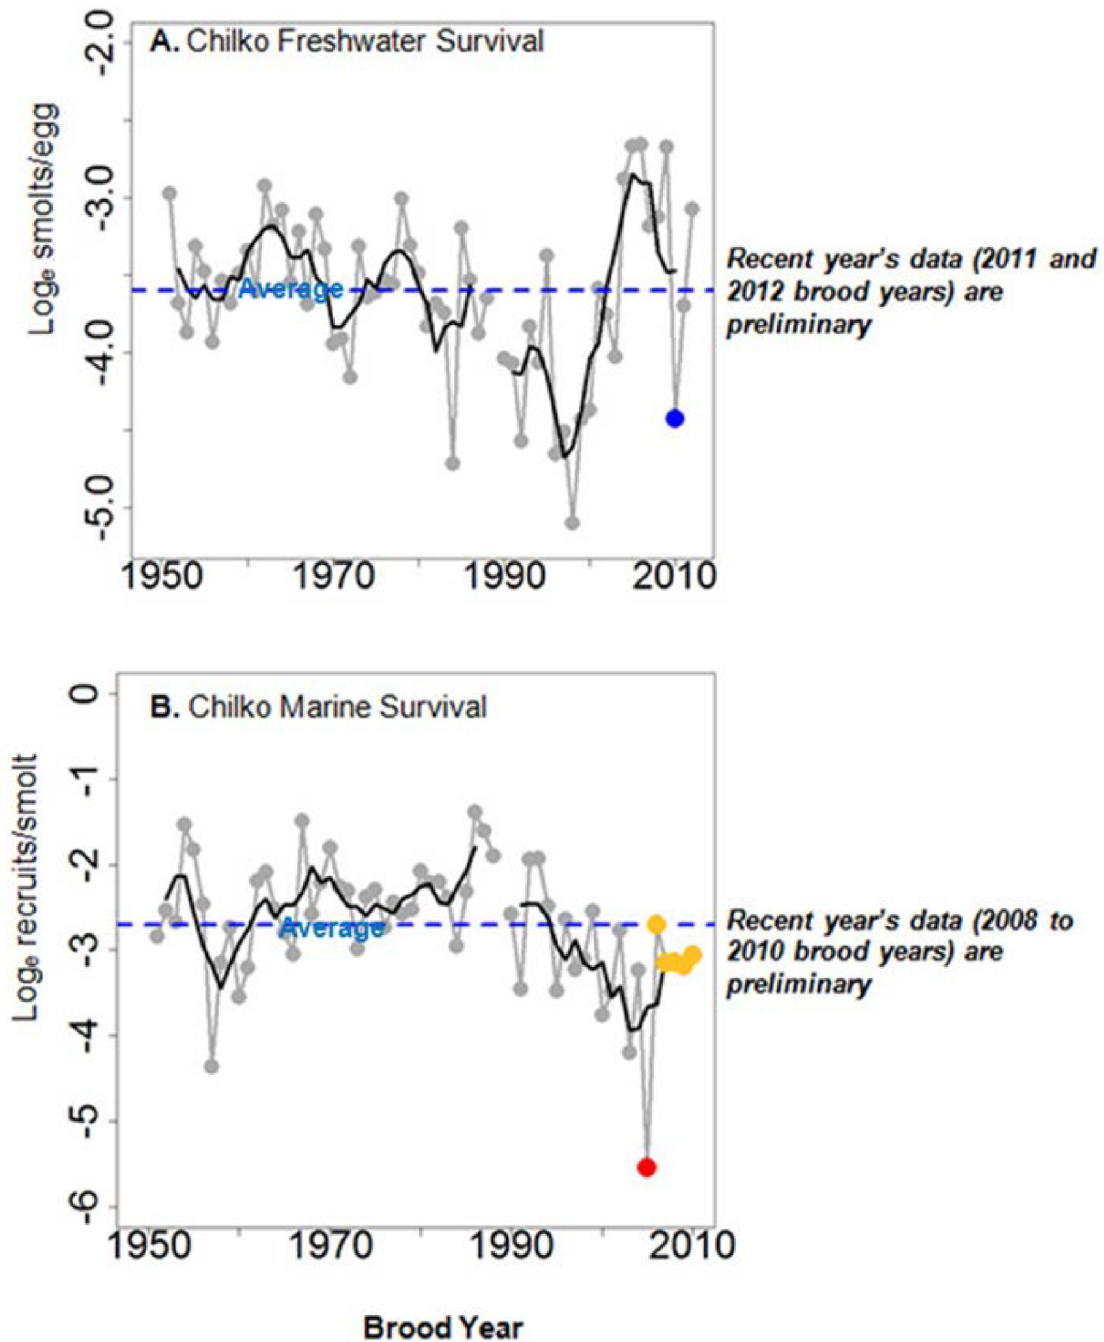 A. Chilko Freshwater Survival
Logₑ smolts/egg
-2.0
-3.0
-4.0
-5.0
Average
1950 1970 1990 2010
Recent year's data (2011 and
2012 brood years) are
preliminary
B. Chilko Marine Survival
Logₑ recruits/smolt
0
-1
-2
-3
-4
-5
-6
Average
1950 1970 1990 2010
Recent year's data (2008 to
2010 brood years) are
preliminary
Brood Year